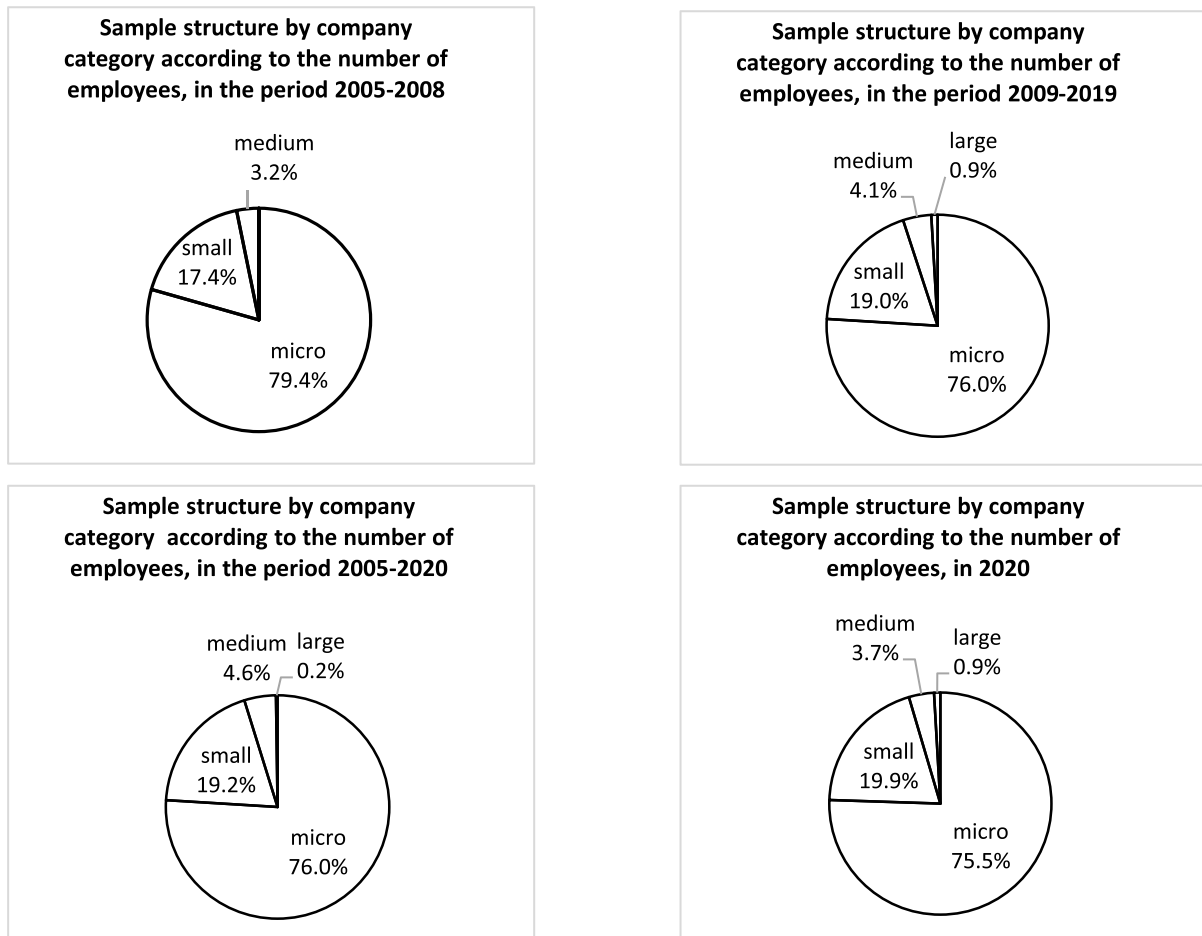 Sample structure by company
category according to the number of
employees, in the period 2005-2008
medium
3.2%
small
17.4%
micro
79.4%
Sample structure by company
category according to the number of
employees, in the period 2009-2019
large
0.9%
medium
4.1%
small
19.0%
micro
76.0%
Sample structure by company
category  according to the number of
employees, in the period 2005-2020
medium
4.6%
large
0.2%
small
19.2%
micro
76.0%
Sample structure by company
category according to the number of
employees, in 2020
medium
3.7%
large
0.9%
small
19.9%
micro
75.5%